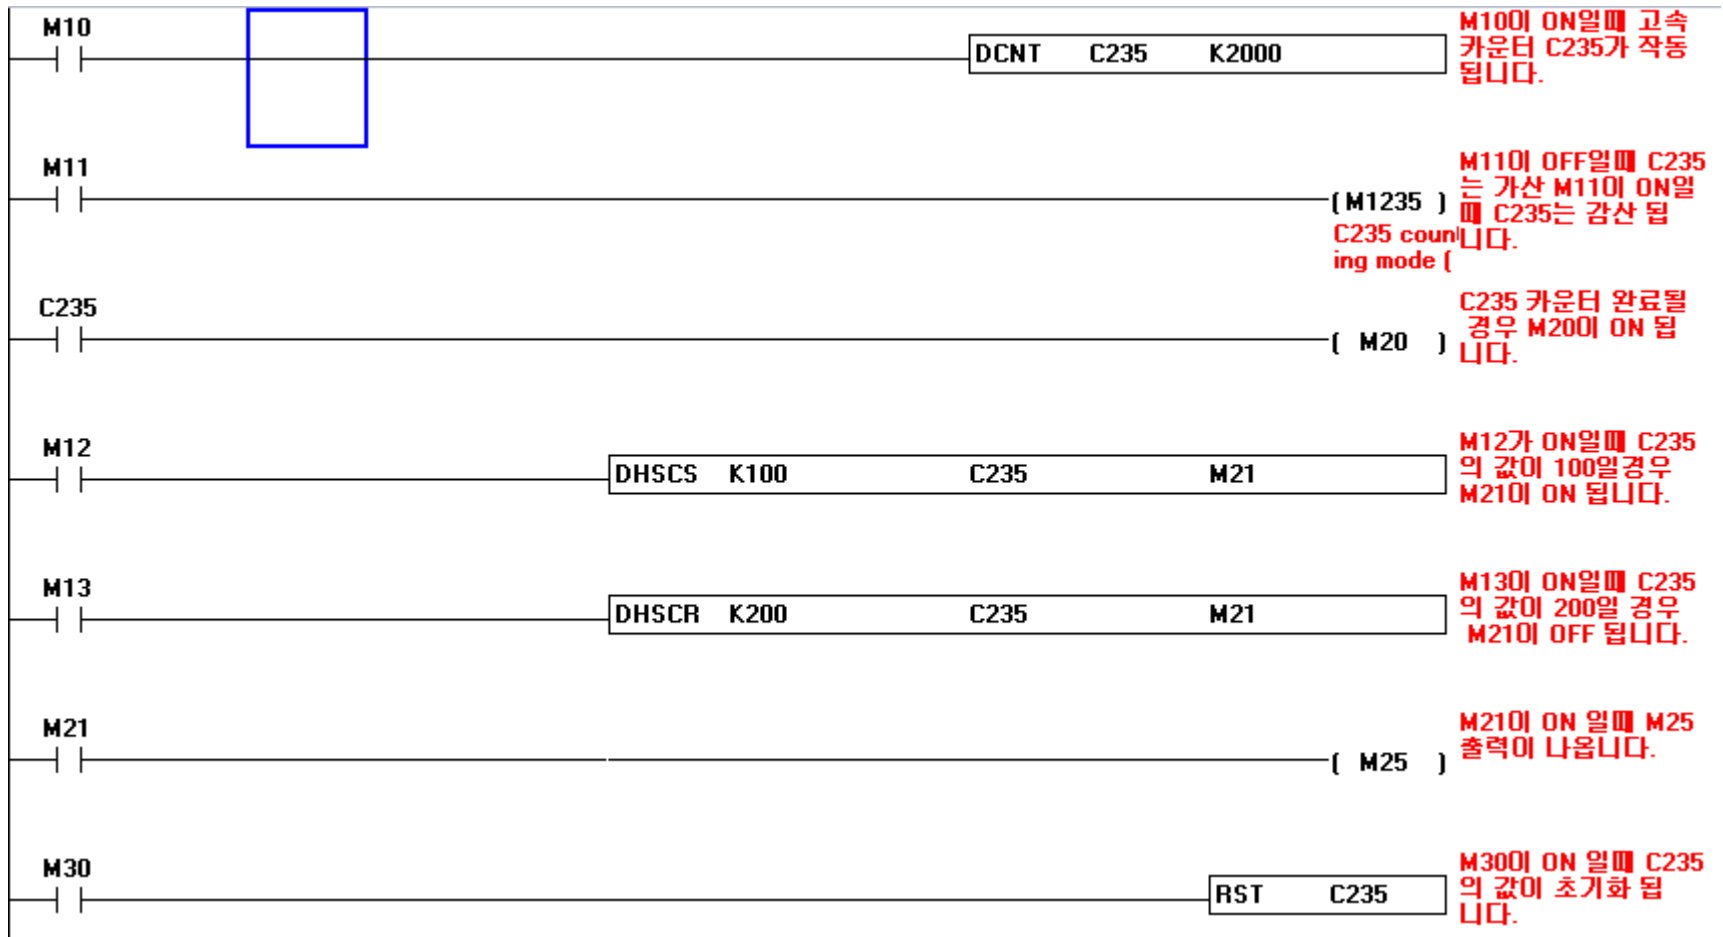 M10
DCNT C235 K2000
M10이 ON일때 고속
카운터 C235가 작동
됩니다.
M11
(M1235 )
C235 count
ing mode (
M11이 OFF일때 C235
는 가산 M11이 ON일
때 C235는 감산 됩
니다.
C235
( M20 )
C235 카운터 완료될
경우 M20이 ON 됩
니다.
M12
DHSCS K100 C235 M21
M12가 ON일때 C235
의 값이 100일경우
M21이 ON 됩니다.
M13
DHSCR K200 C235 M21
M13이 ON일때 C235
의 값이 200일 경우
M21이 OFF 됩니다.
M21
( M25 )
M21이 ON 일때 M25
출력이 나옵니다.
M30
RST C235
M30이 ON 일때 C235
의 값이 초기화 됩
니다.